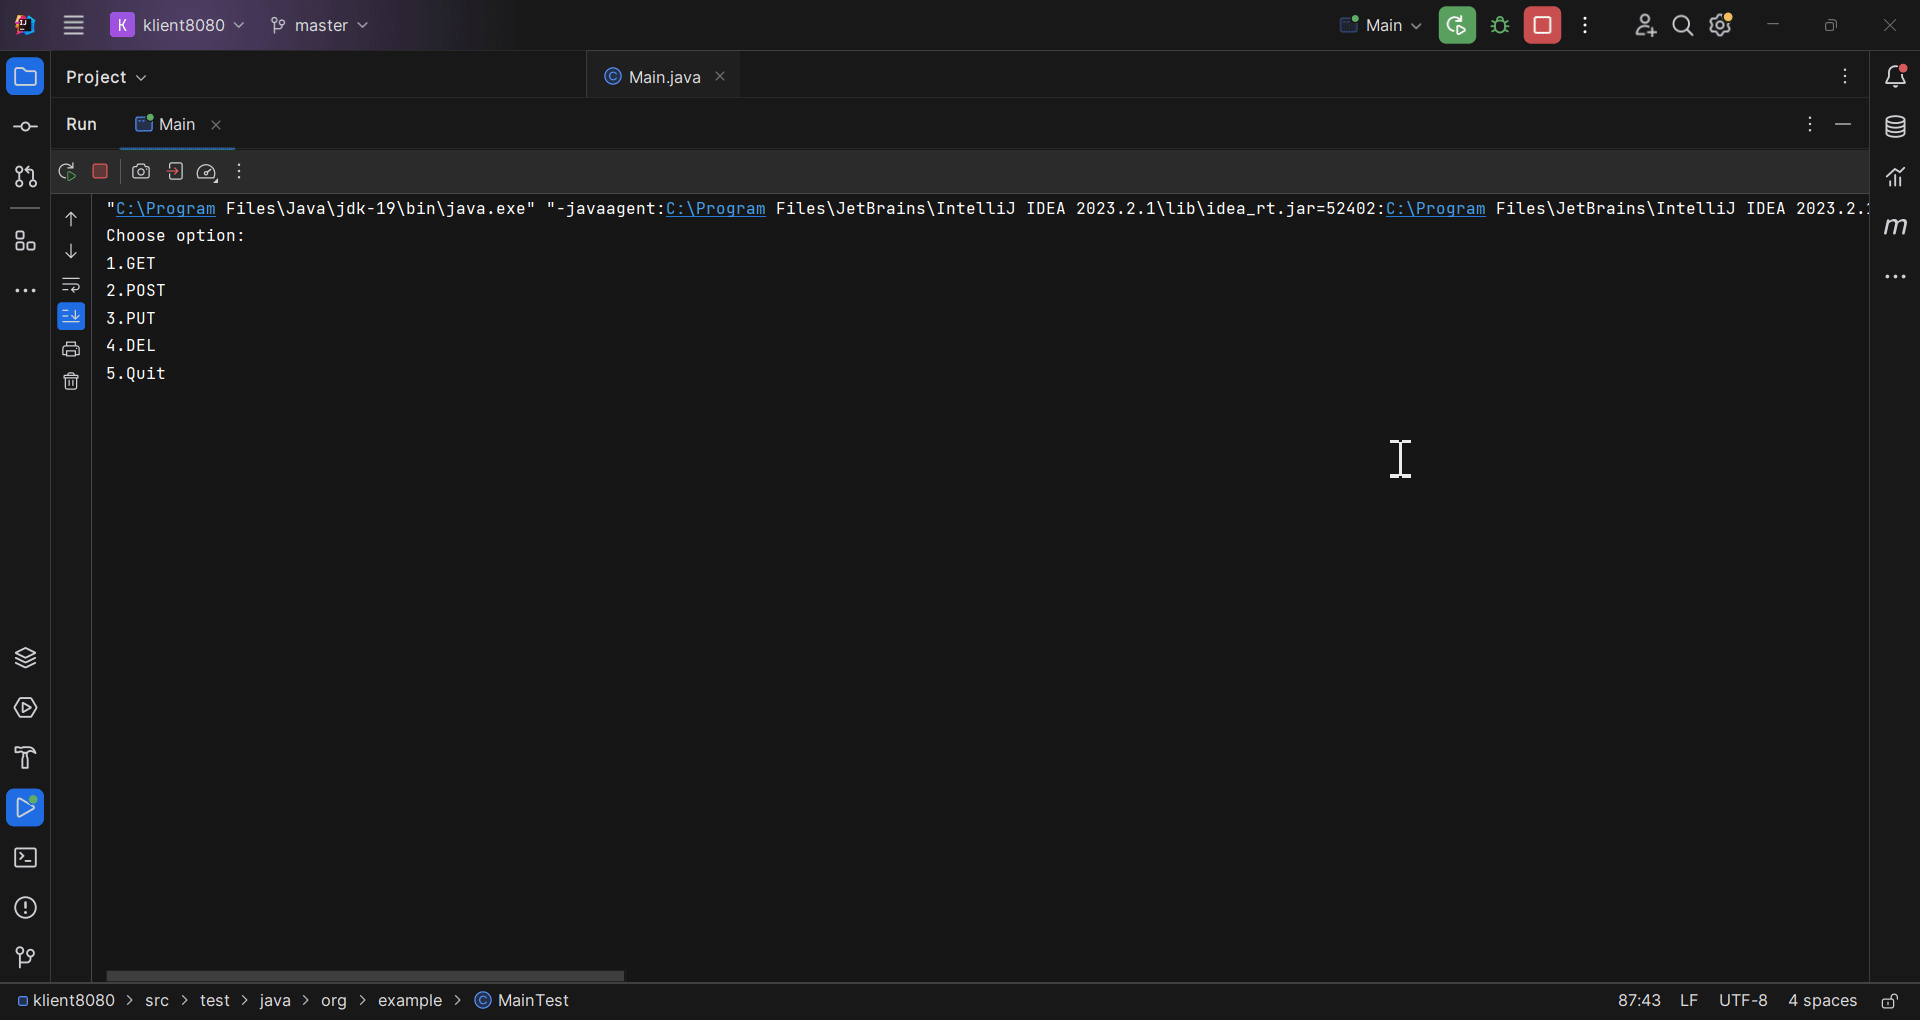 K klient8080 master Main
Project Main.java
Run Main
"C:\Program Files\Java\jdk-19\bin\java.exe" "-javaagent:C:\Program Files\JetBrains\IntelliJ IDEA 2023.2.1\lib\idea_rt.jar=52402:C:\Program Files\JetBrains\IntelliJ IDEA 2023.2.1
Choose option:
1.GET
2.POST
3.PUT
4.DEL
5.Quit
klient8080 > src > test > java > org > example > MainTest 87:43 LF UTF-8 4 spaces